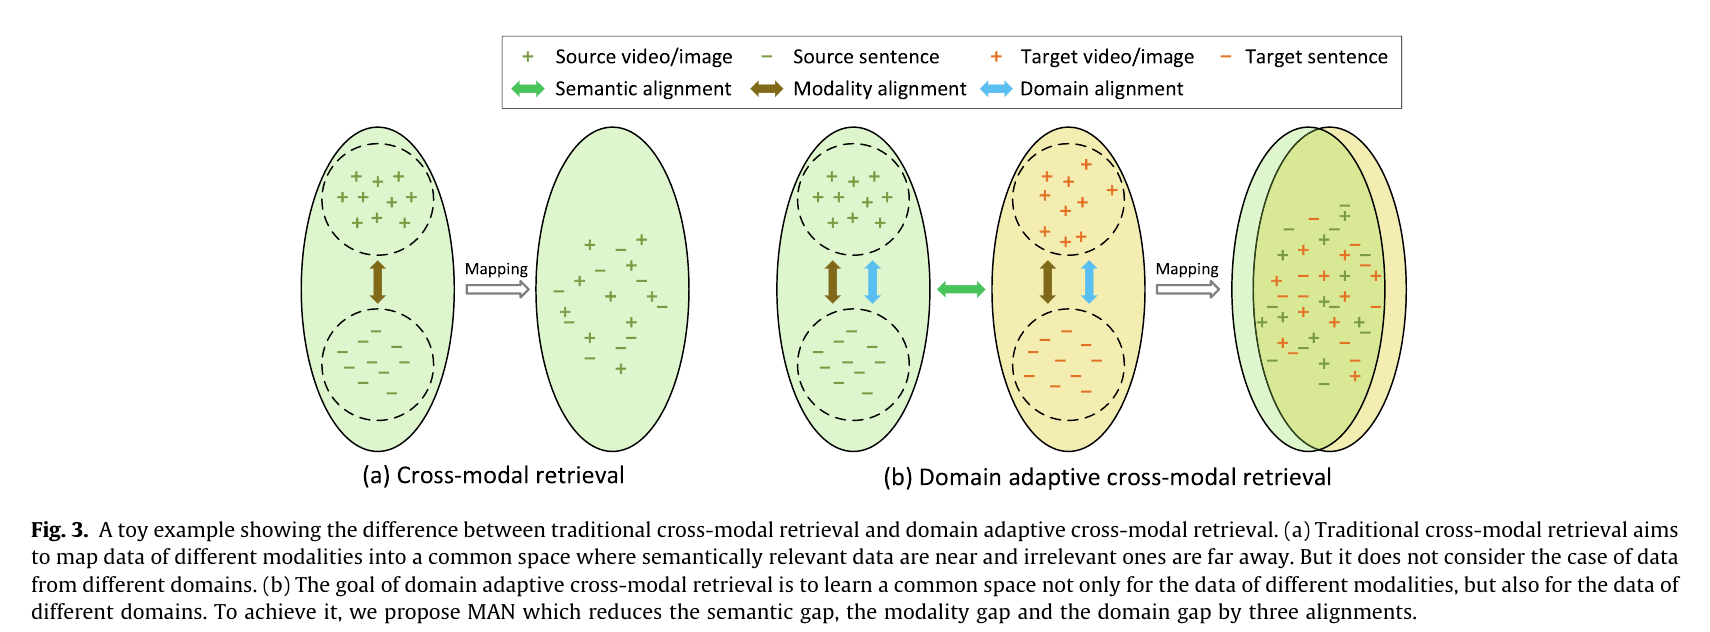 + Source video/image − Source sentence + Target video/image − Target sentence
Semantic alignment Modality alignment Domain alignment
Mapping
Mapping
(a) Cross-modal retrieval
(b) Domain adaptive cross-modal retrieval
Fig. 3. A toy example showing the difference between traditional cross-modal retrieval and domain adaptive cross-modal retrieval. (a) Traditional cross-modal retrieval aims
to map data of different modalities into a common space where semantically relevant data are near and irrelevant ones are far away. But it does not consider the case of data
from different domains. (b) The goal of domain adaptive cross-modal retrieval is to learn a common space not only for the data of different modalities, but also for the data of
different domains. To achieve it, we propose MAN which reduces the semantic gap, the modality gap and the domain gap by three alignments.